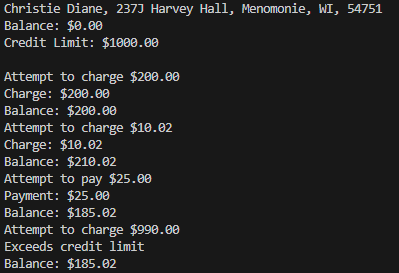 Christie Diane, 237J Harvey Hall, Menomonie, WI, 54751
Balance: $0.00
Credit Limit: $1000.00

Attempt to charge $200.00
Charge: $200.00
Balance: $200.00
Attempt to charge $10.02
Charge: $10.02
Balance: $210.02
Attempt to pay $25.00
Payment: $25.00
Balance: $185.02
Attempt to charge $990.00
Exceeds credit limit
Balance: $185.02